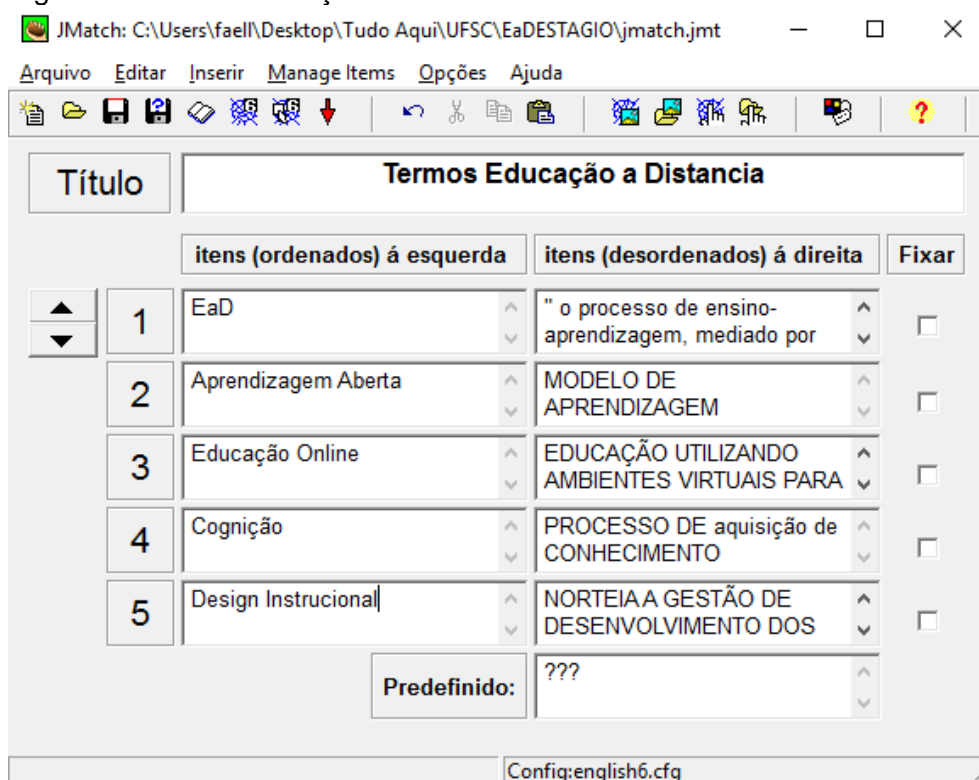 JMatch: C:\Users\faell\Desktop\Tudo Aqui\UFSC\EaDESTAGIO\jmatch.jmt
Arquivo Editar Inserir Manage Items Opções Ajuda
Título
Termos Educação a Distancia
itens (ordenados) á esquerda
itens (desordenados) á direita
Fixar
1
EaD
" o processo de ensino-
aprendizagem, mediado por
2
Aprendizagem Aberta
MODELO DE
APRENDIZAGEM
3
Educação Online
EDUCAÇÃO UTILIZANDO
AMBIENTES VIRTUAIS PARA
4
Cognição
PROCESSO DE aquisição de
CONHECIMENTO
5
Design Instrucional
NORTEIA A GESTÃO DE
DESENVOLVIMENTO DOS
Predefinido:
???
Config:english6.cfg